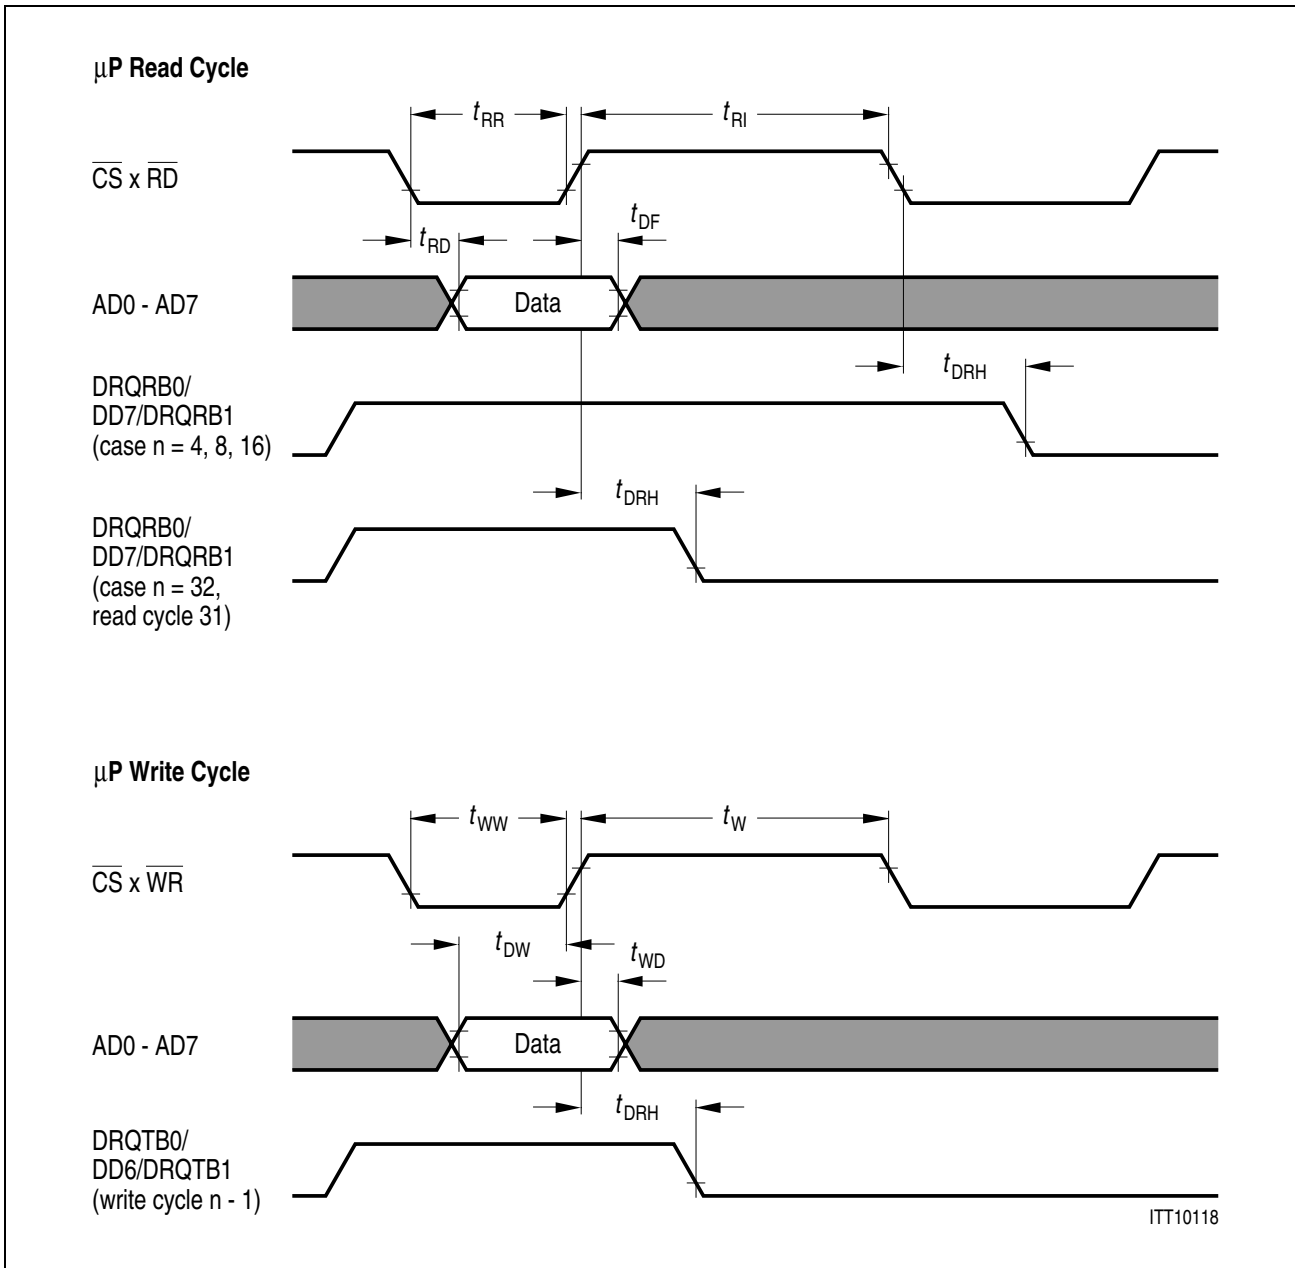 μP Read Cycle
tRR
tRI
CS x RD
tDF
tRD
AD0 - AD7
Data
tDRH
DRQRB0/
DD7/DRQRB1
(case n = 4, 8, 16)
tDRH
DRQRB0/
DD7/DRQRB1
(case n = 32,
read cycle 31)
μP Write Cycle
tWW
tW
CS x WR
tDW
tWD
AD0 - AD7
Data
tDRH
DRQTB0/
DD6/DRQTB1
(write cycle n - 1)
ITT10118